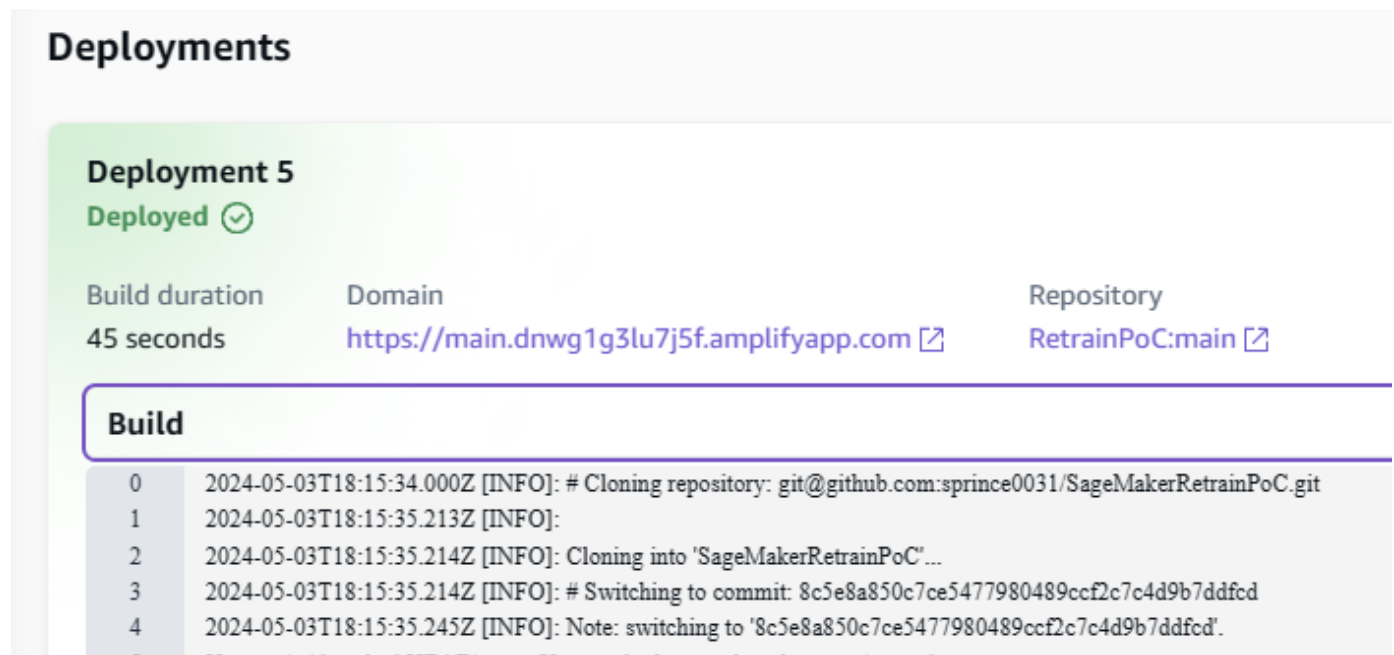 Deployments
Deployment 5
Deployed
Build duration Domain Repository
45 seconds https://main.dnwg1g3lu7j5f.amplifyapp.com RetrainPoC:main
Build
0 2024-05-03T18:15:34.000Z [INFO]: # Cloning repository: git@github.com:sprince0031/SageMakerRetrainPoC.git
1 2024-05-03T18:15:35.213Z [INFO]:
2 2024-05-03T18:15:35.214Z [INFO]: Cloning into 'SageMakerRetrainPoC'...
3 2024-05-03T18:15:35.214Z [INFO]: # Switching to commit: 8c5e8a850c7ce5477980489ccf2c7c4d9b7ddfcd
4 2024-05-03T18:15:35.245Z [INFO]: Note: switching to '8c5e8a850c7ce5477980489ccf2c7c4d9b7ddfcd'.